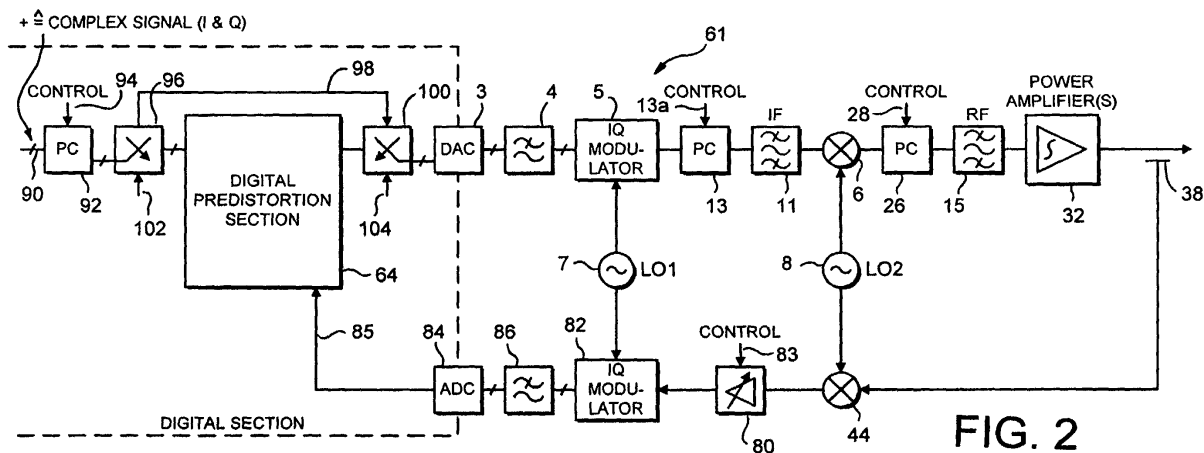 + ≙ COMPLEX SIGNAL (I & Q)
61
CONTROL
94
96
98
100
3
4
5
CONTROL
13a
IF
CONTROL
28
RF
POWER
AMPLIFIER(S)
PC
DAC
IQ
MODU-
LATOR
PC
PC
90
92
102
DIGITAL
PREDISTORTION
SECTION
104
13
11
6
26
15
32
38
64
7
LO1
8
LO2
85
84
86
82
CONTROL
83
ADC
IQ
MODU-
LATOR
80
44
DIGITAL SECTION
FIG. 2